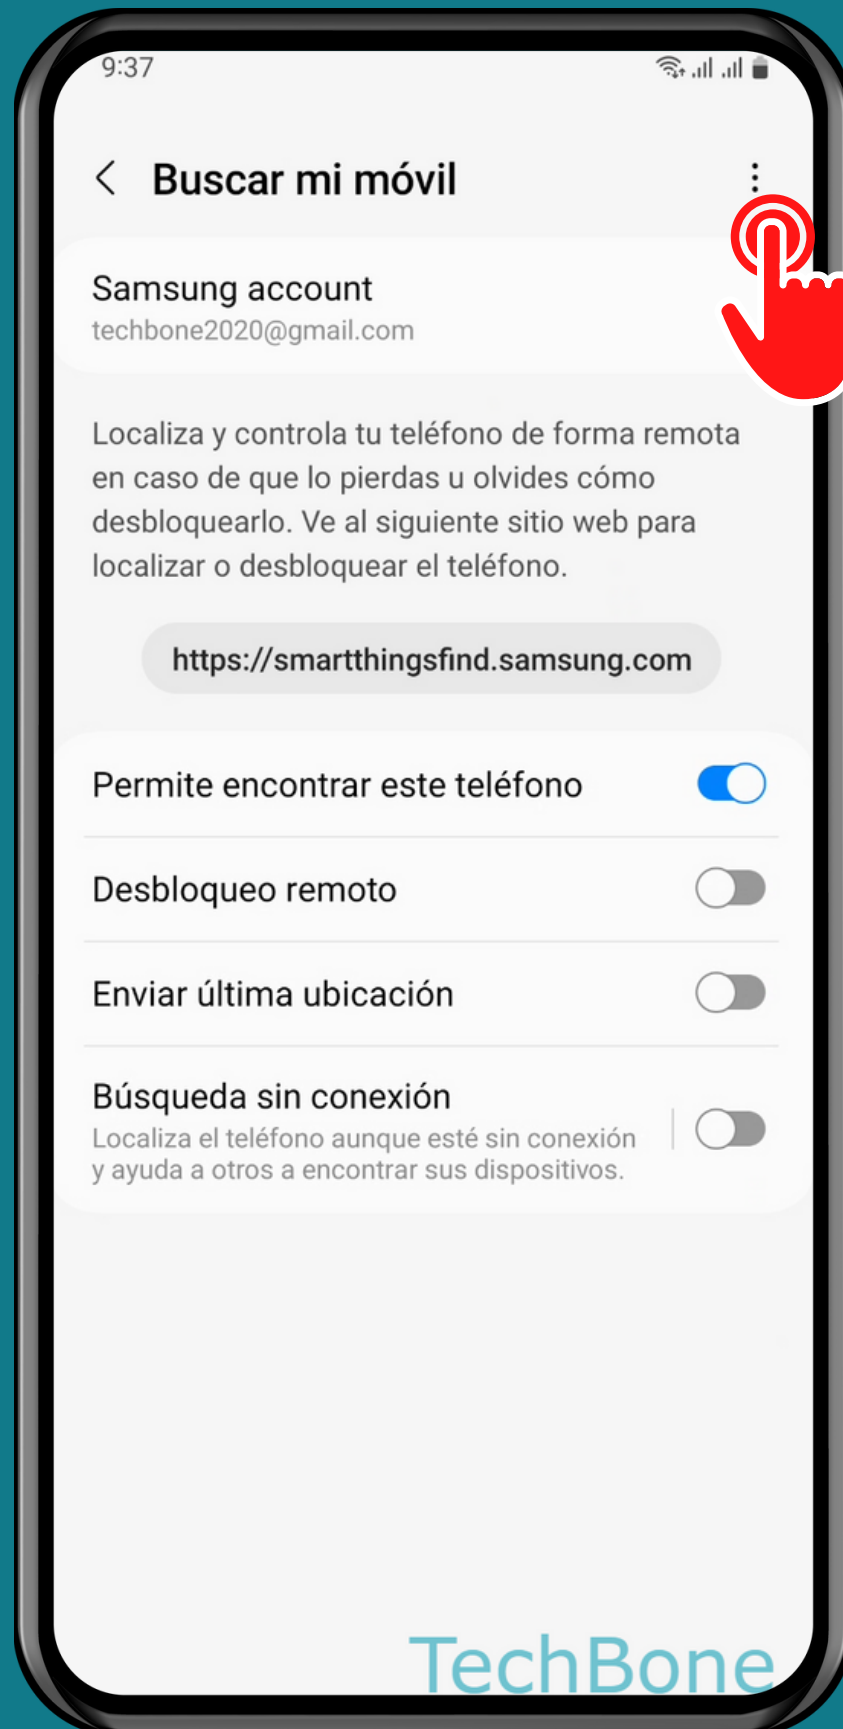 9:37
Buscar mi móvil
Samsung account
techbone2020@gmail.com
Localiza y controla tu teléfono de forma remota
en caso de que lo pierdas u olvides cómo
desbloquearlo. Ve al siguiente sitio web para
localizar o desbloquear el teléfono.
https://smartthingsfind.samsung.com
Permite encontrar este teléfono
Desbloqueo remoto
Enviar última ubicación
Búsqueda sin conexión
Localiza el teléfono aunque esté sin conexión
y ayuda a otros a encontrar sus dispositivos.
TechBone